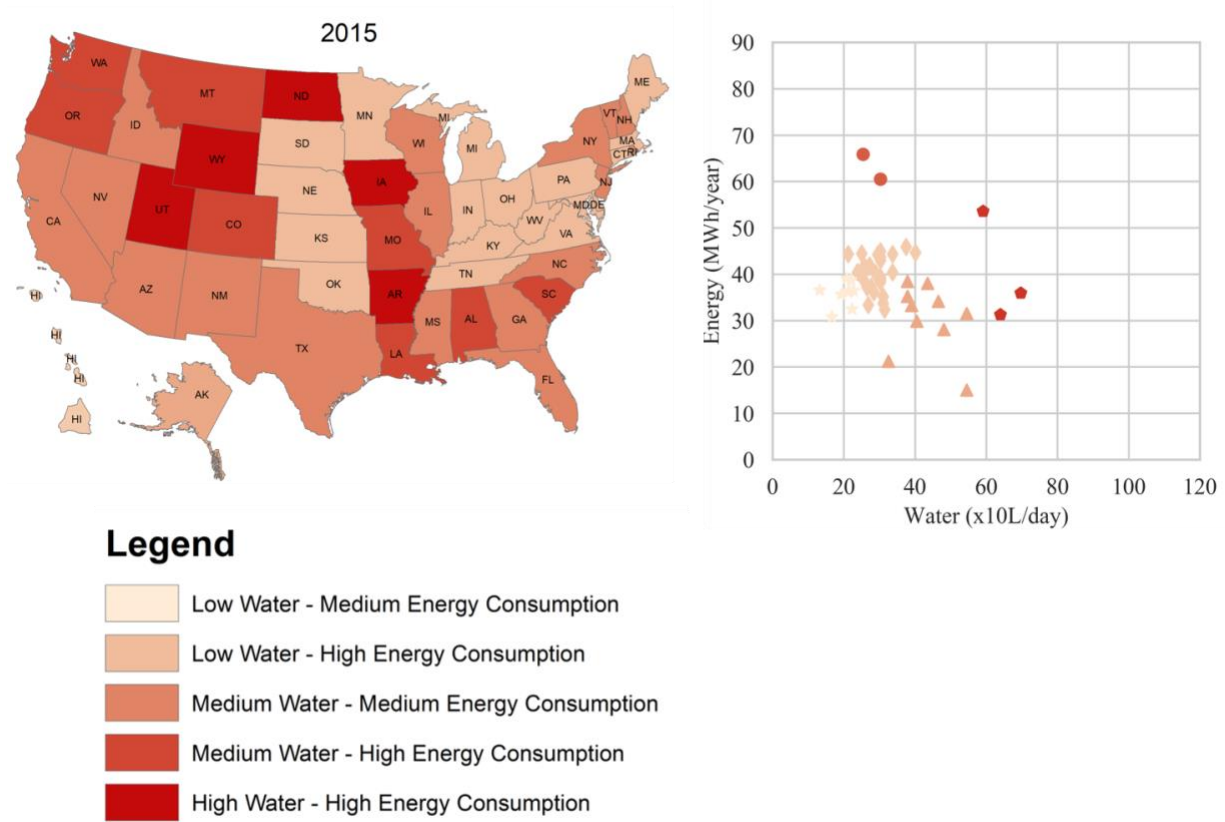 2015
WA
MT
ND
MN
ME
OR
ID
SD
WI
MI
MI
VT
NH
NY
MA
CT
RI
WY
NE
IA
PA
NJ
NV
UT
CO
IL
IN
OH
MD
DE
CA
KS
MO
WV
VA
KY
AZ
NM
OK
AR
TN
NC
SC
TX
LA
MS
AL
GA
FL
HI
HI
HI
HI
HI
AK
90
80
70
60
50
40
30
20
10
0
Energy (MWh/year)
0 20 40 60 80 100 120
Water (x10L/day)
Legend
Low Water - Medium Energy Consumption
Low Water - High Energy Consumption
Medium Water - Medium Energy Consumption
Medium Water - High Energy Consumption
High Water - High Energy Consumption